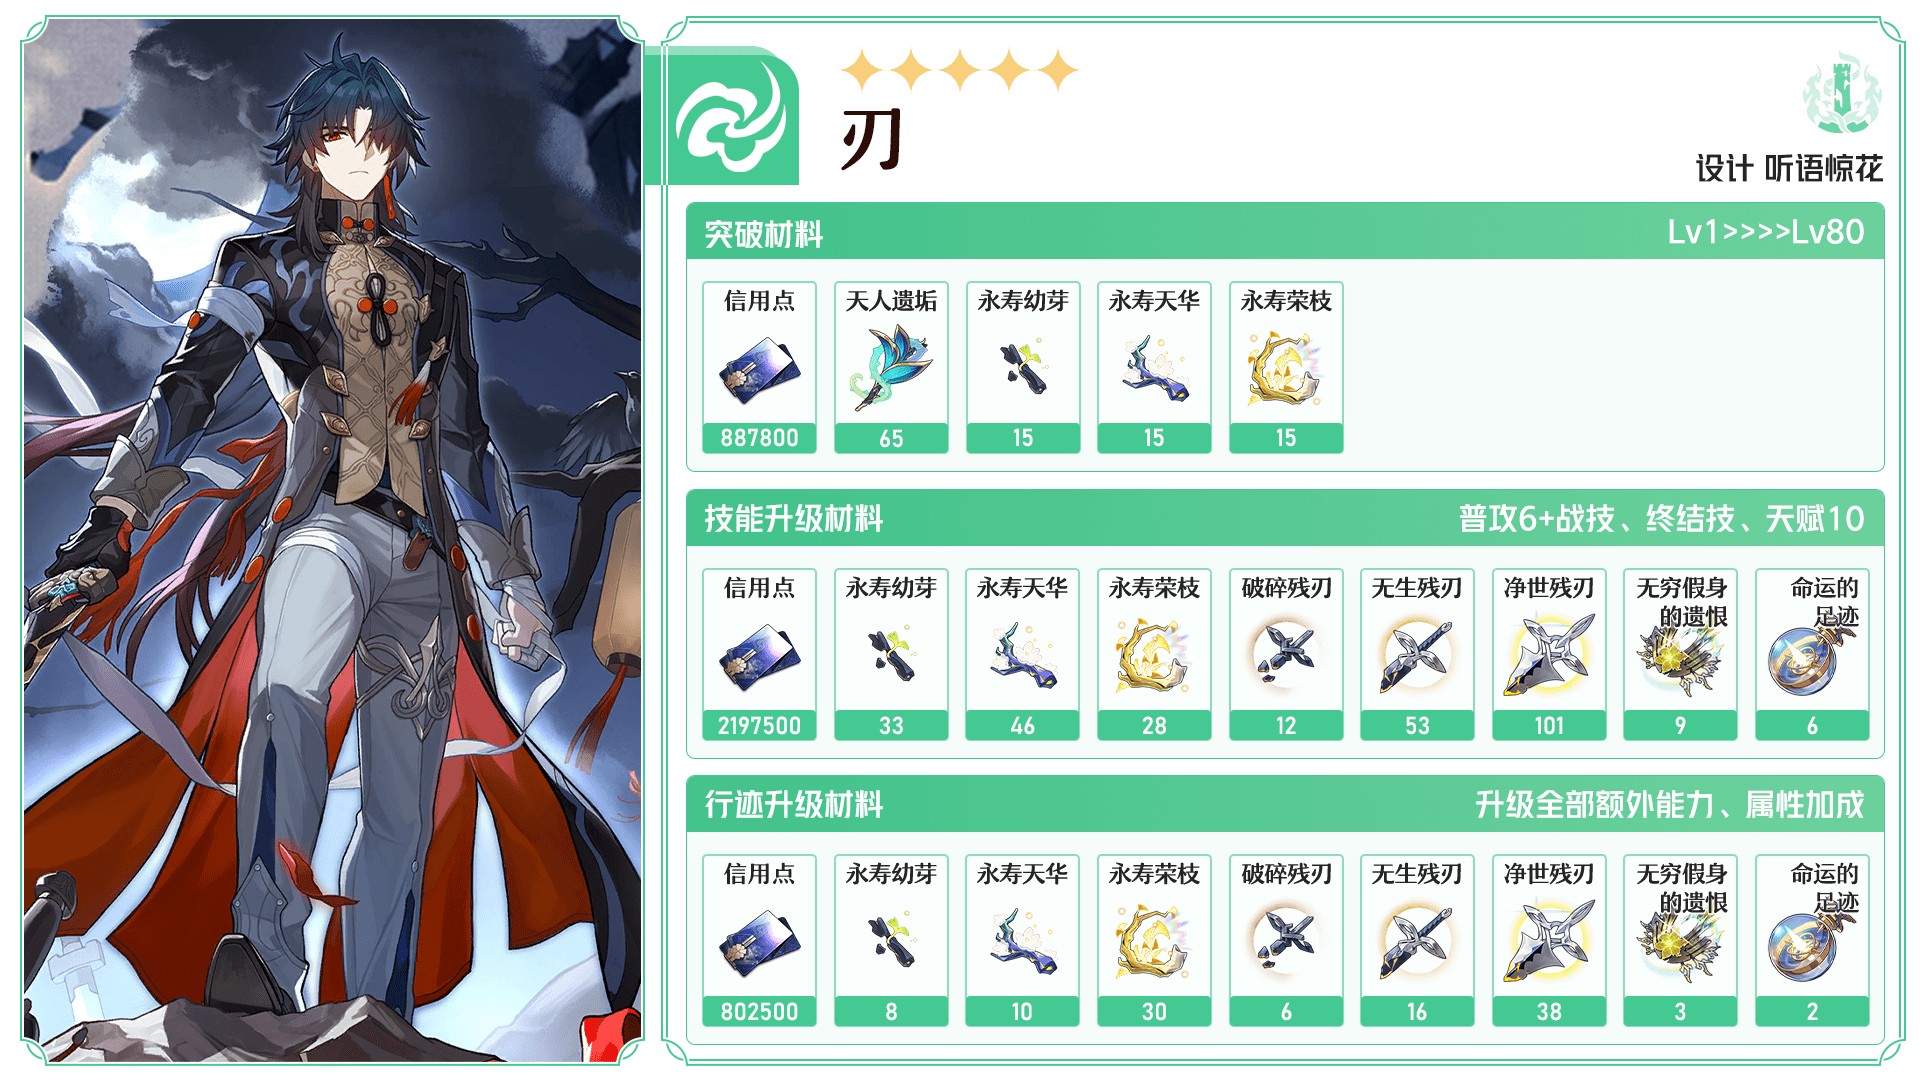 刃
设计 听语惊花
突破材料 Lv1>>>>Lv80
信用点 天人遗垢 永寿幼芽 永寿天华 永寿荣枝
887800 65 15 15 15
技能升级材料 普攻6+战技、终结技、天赋10
信用点 永寿幼芽 永寿天华 永寿荣枝 破碎残刃 无生残刃 净世残刃 无穷假身 命运的
的遗恨 足迹
2197500 33 46 28 12 53 101 9 6
行迹升级材料 升级全部额外能力、属性加成
信用点 永寿幼芽 永寿天华 永寿荣枝 破碎残刃 无生残刃 净世残刃 无穷假身 命运的
的遗恨 足迹
802500 8 10 30 6 16 38 3 2